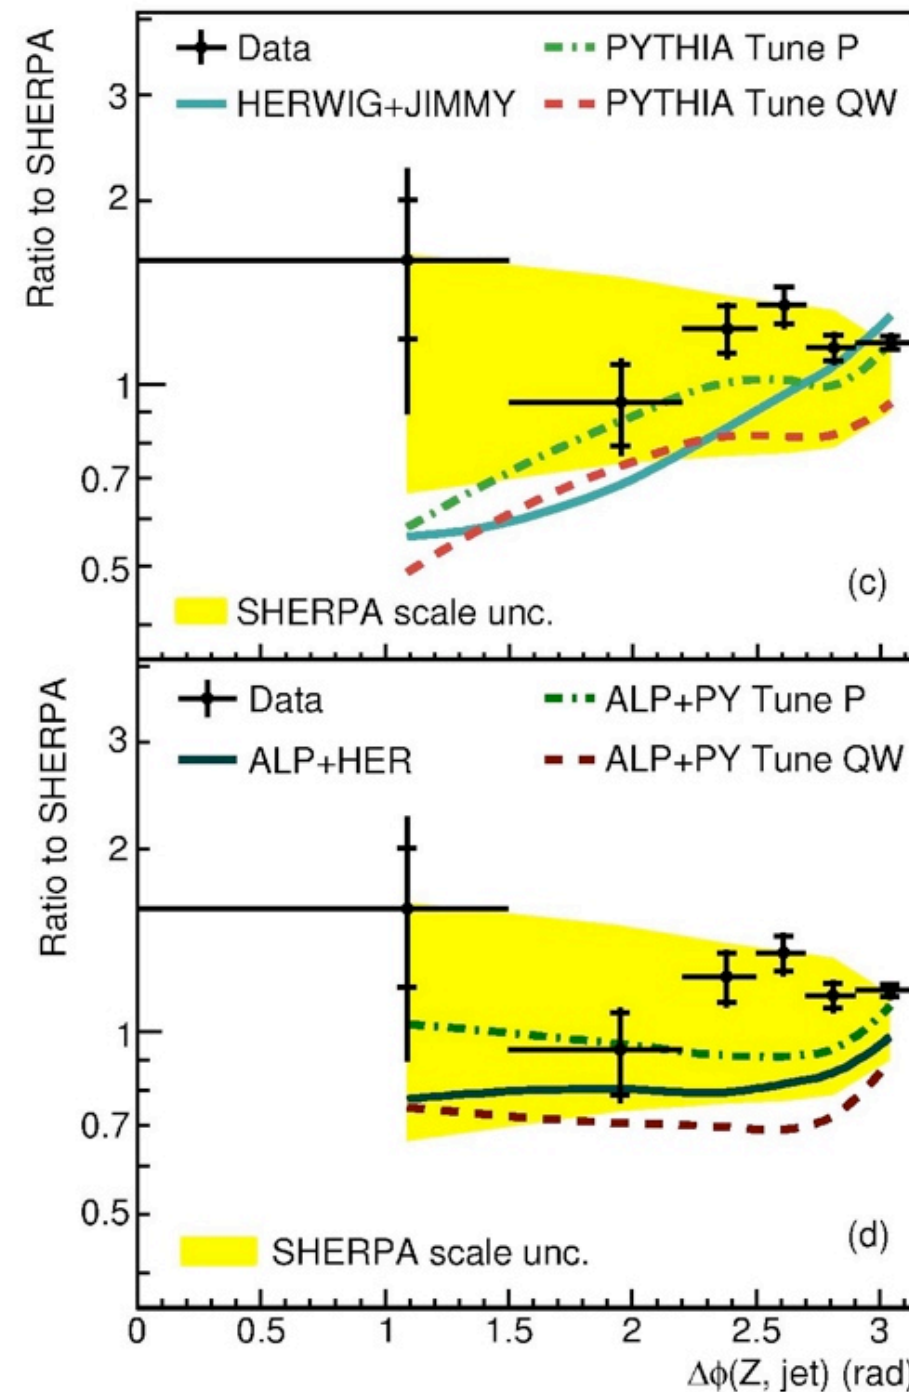 Ratio to SHERPA
Data
PYTHIA Tune P
HERWIG+JIMMY
PYTHIA Tune QW
3
2
1
0.7
0.5
(c)
SHERPA scale unc.
Ratio to SHERPA
Data
ALP+PY Tune P
ALP+HER
ALP+PY Tune QW
3
2
1
0.7
0.5
(d)
SHERPA scale unc.
0 0.5 1 1.5 2 2.5 3
Δϕ(Z, jet) (rad)